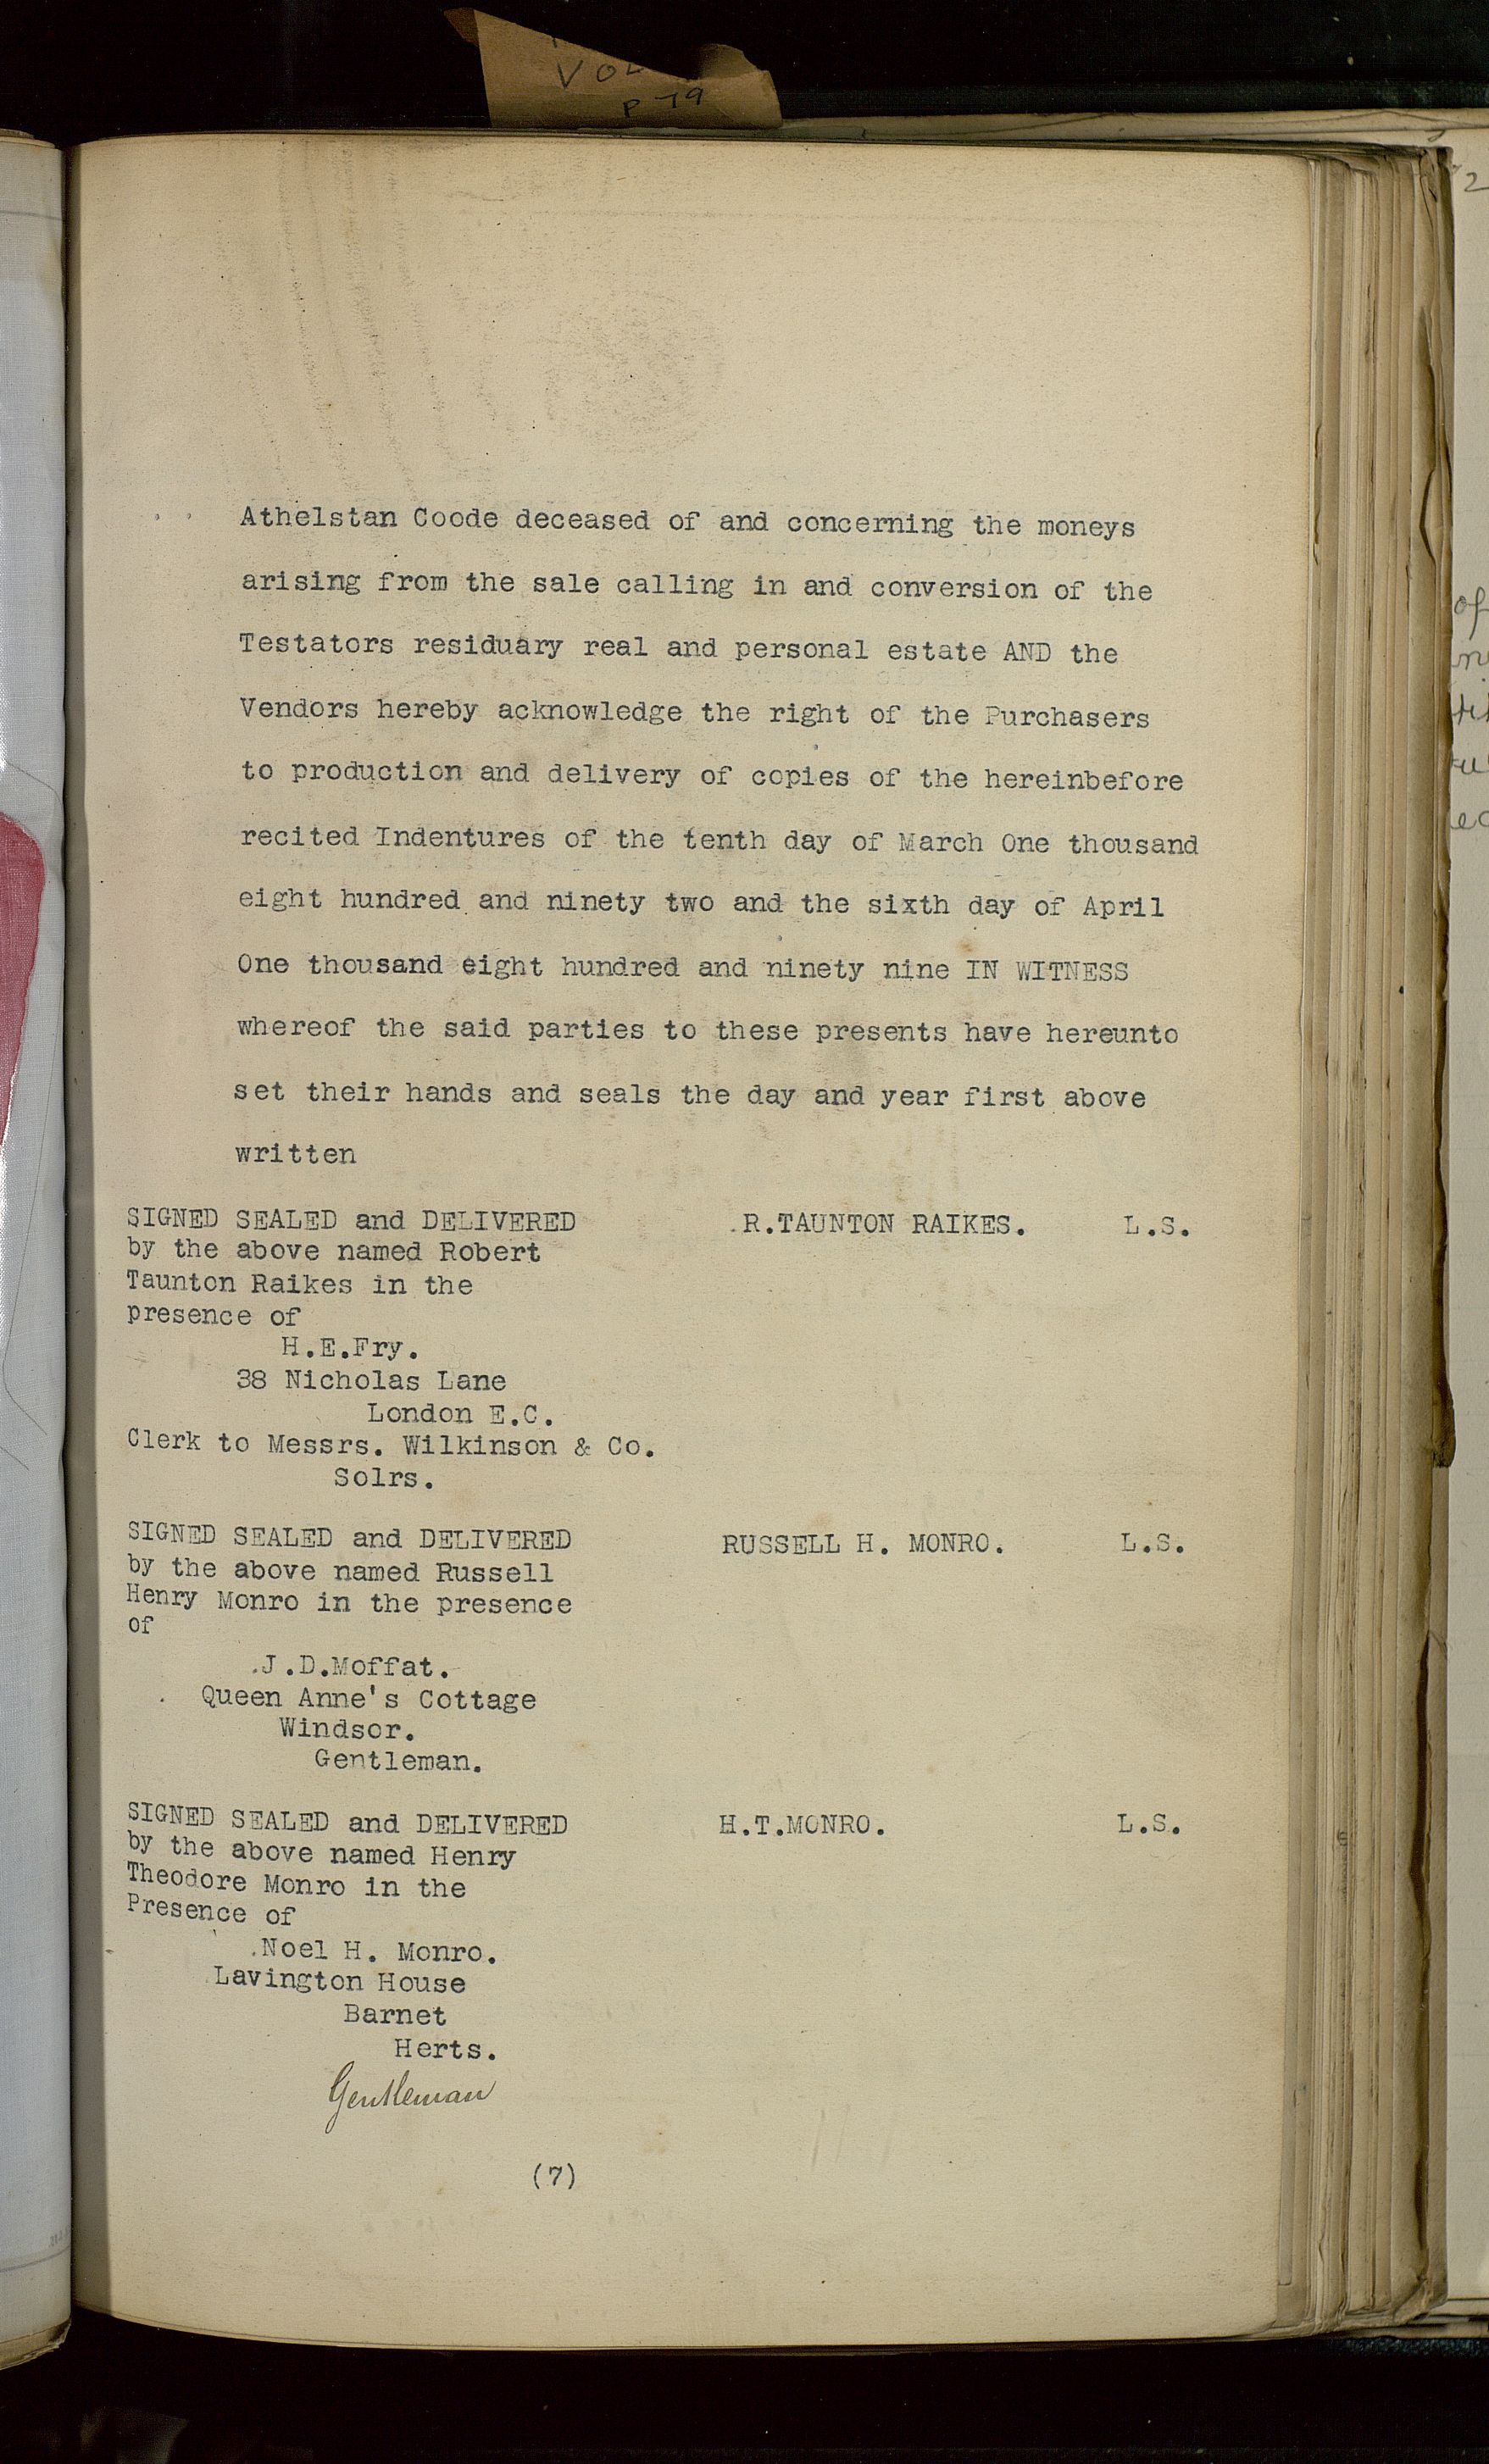 VOL
P 79
Athelstan Coode deceased of and concerning the moneys
arising from the sale calling in and conversion of the
Testators residuary real and personal estate AND the
Vendors hereby acknowledge the right of the Purchasers
to production and delivery of copies of the hereinbefore
recited Indentures of the tenth day of March One thousand
eight hundred and ninety two and the sixth day of April
One thousand eight hundred and ninety nine IN WITNESS
whereof the said parties to these presents have hereunto
set their hands and seals the day and year first above
written
SIGNED SEALED and DELIVERED R.TAUNTON RAIKES. L.S.
by the above named Robert
Taunton Raikes in the
presence of
H.E.Fry.
38 Nicholas Lane
London E.C.
Clerk to Messrs. Wilkinson & Co.
Solrs.
SIGNED SEALED and DELIVERED RUSSELL H. MONRO. L.S.
by the above named Russell
Henry Monro in the presence
of
J.D.Moffat.
Queen Anne's Cottage
Windsor.
Gentleman.
SIGNED SEALED and DELIVERED H.T.MONRO. L.S.
by the above named Henry
Theodore Monro in the
Presence of
Noel H. Monro.
Lavington House
Barnet
Herts.
Gentleman
(7)
2
of